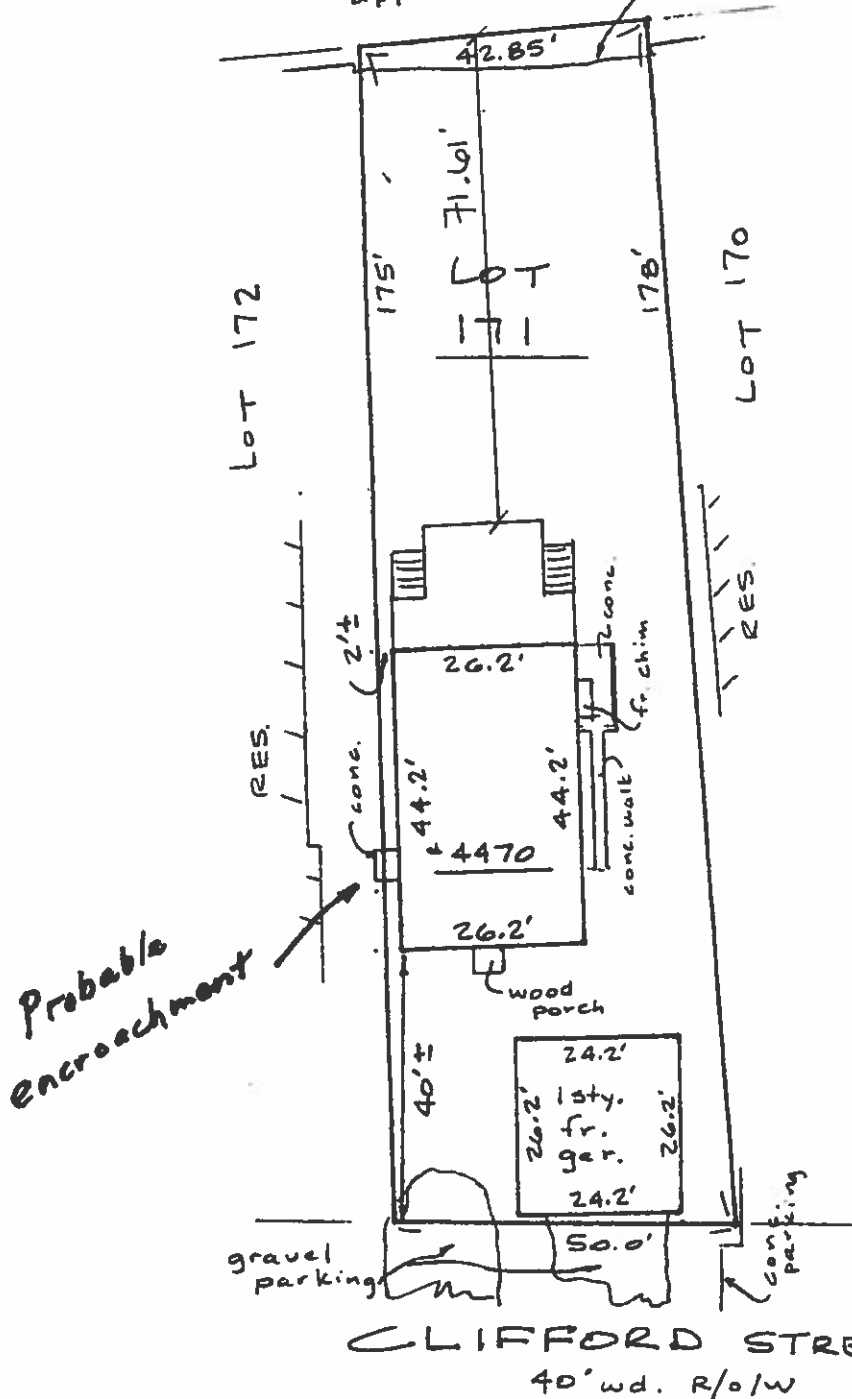 42.85'
71.61'
175'
LOT
171
178'
LOT 172
LOT 170
2'±
26.2'
conc.
fr. chim
RES.
RES.
conc.
44.2'
44.2'
conc. walk
4470
26.2'
Probable
encroachment
wood
porch
40'±
24.2'
26.2'
1 sty.
fr.
gar.
26.2'
24.2'
50.0'
gravel
parking
conc.
parking
CLIFFORD STRE
40' wd. R/O/W